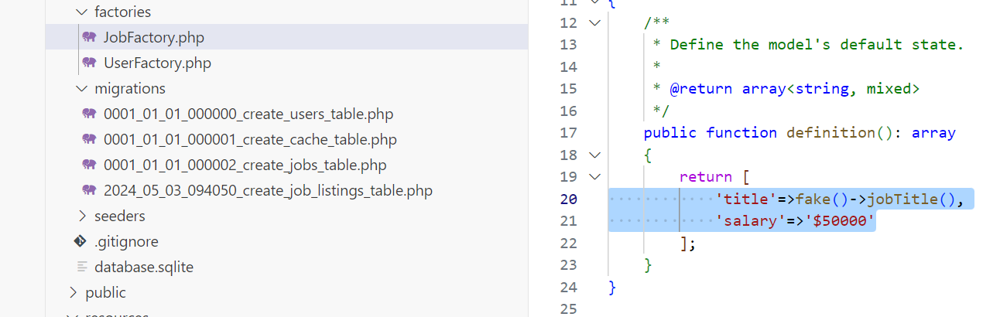 factories
JobFactory.php
UserFactory.php
migrations
0001_01_01_000000_create_users_table.php
0001_01_01_000001_create_cache_table.php
0001_01_01_000002_create_jobs_table.php
2024_05_03_094050_create_job_listings_table.php
seeders
.gitignore
database.sqlite
public
resources
11 {
12 /**
13 * Define the model's default state.
14 *
15 * @return array<string, mixed>
16 */
17 public function definition(): array
18 {
19 return [
20 'title'=>fake()->jobTitle(),
21 'salary'=>'$50000'
22 ];
23 }
24 }
25